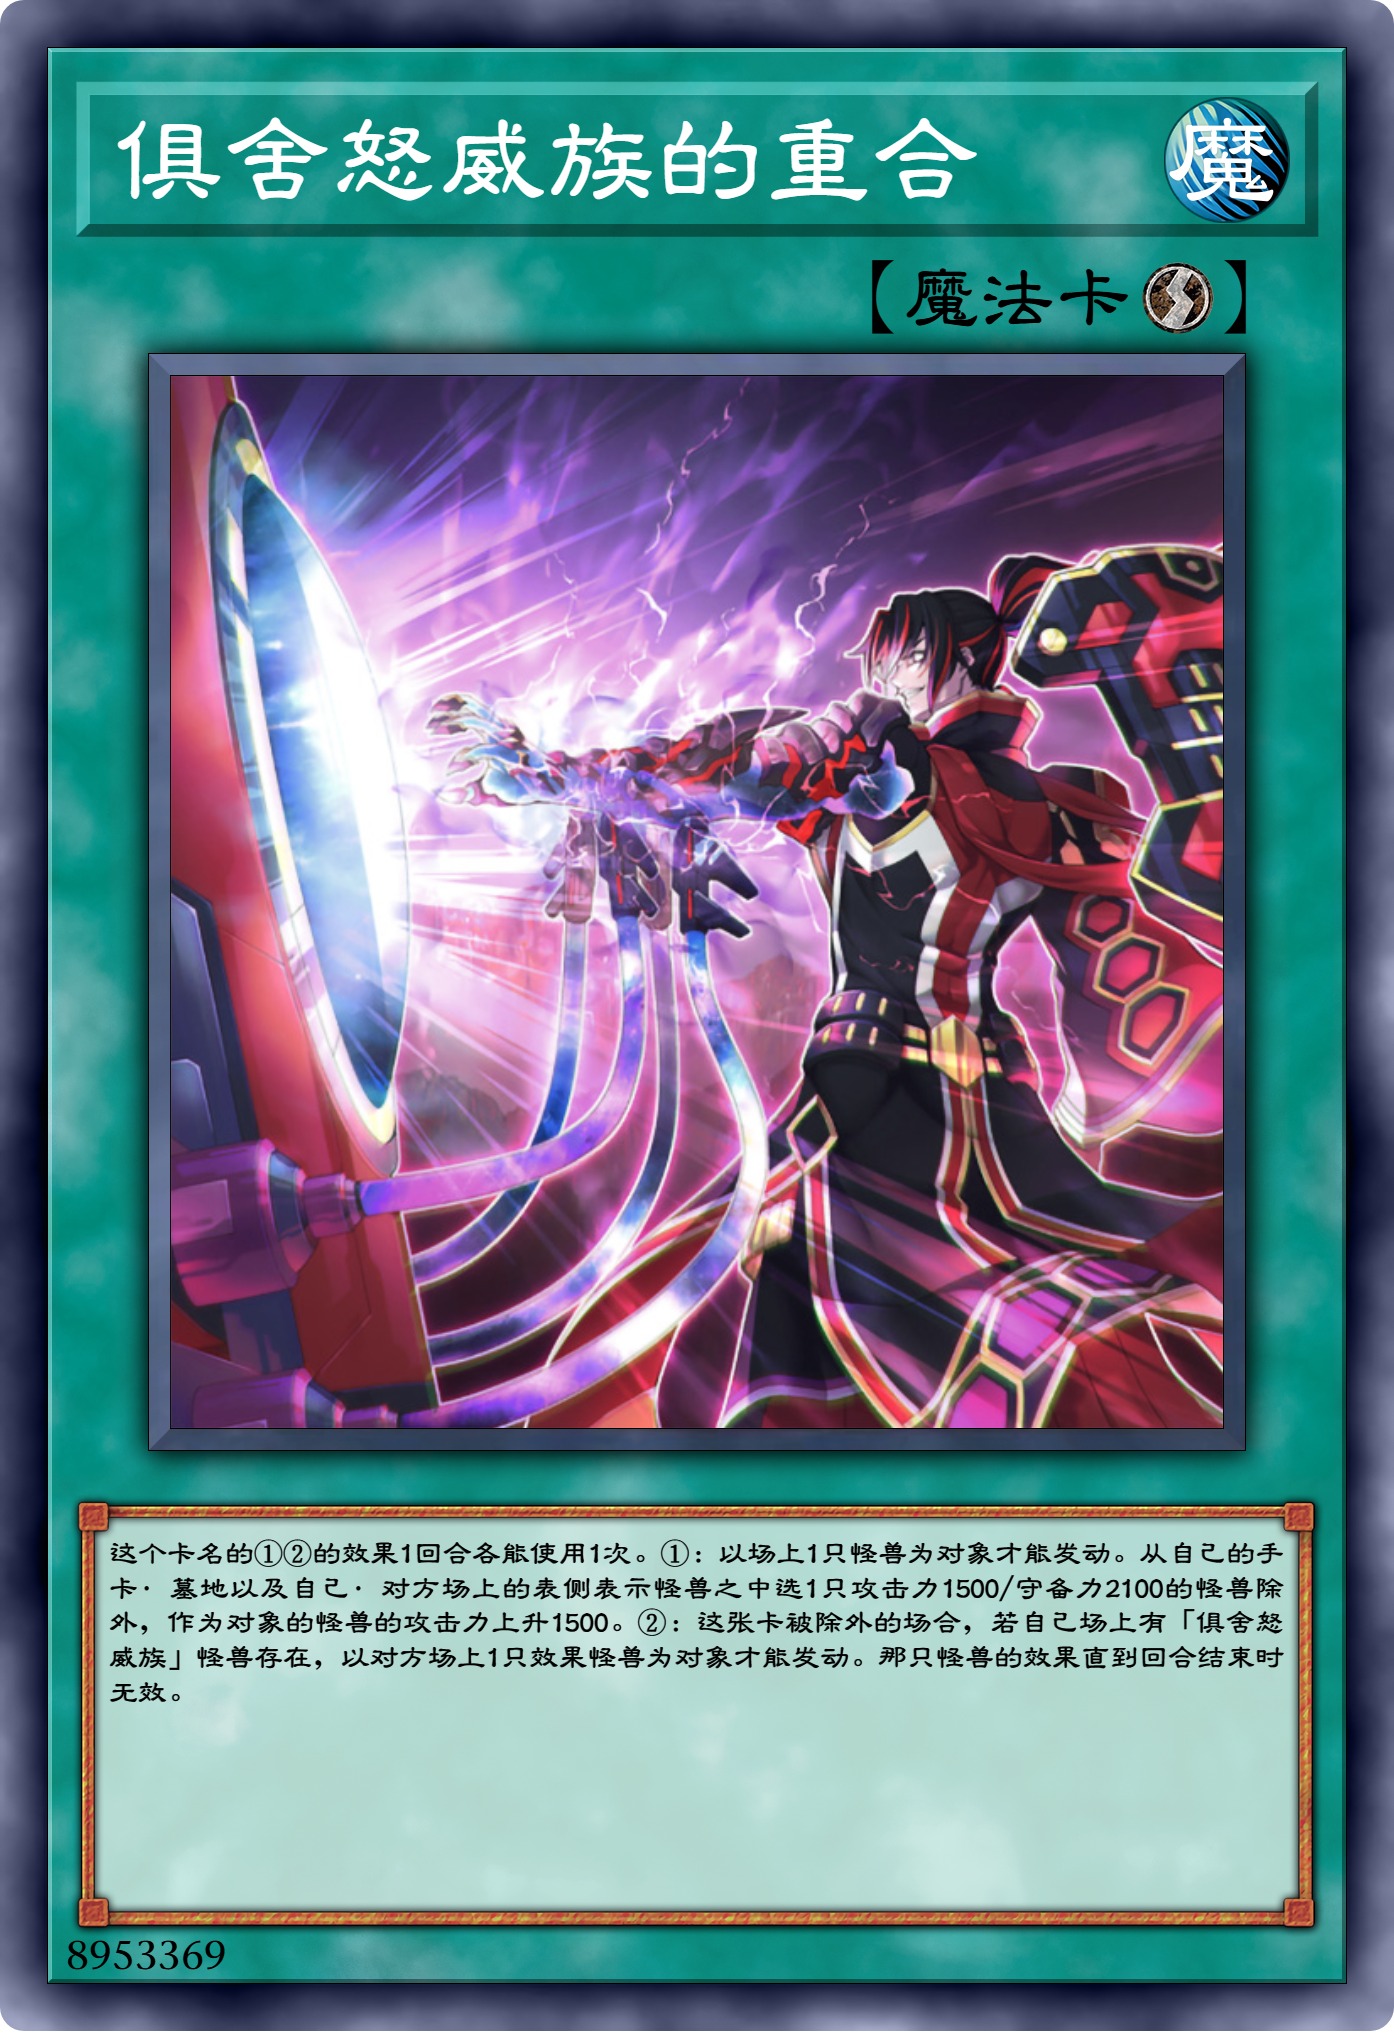 俱舍怒威族的重合
魔
【魔法卡】
这个卡名的①②的效果1回合各能使用1次。①：以场上1只怪兽为对象才能发动。从自己的手
卡·墓地以及自己·对方场上的表侧表示怪兽之中选1只攻击力1500/守备力2100的怪兽除
外，作为对象的怪兽的攻击力上升1500。②：这张卡被除外的场合，若自己场上有「俱舍怒
威族」怪兽存在，以对方场上1只效果怪兽为对象才能发动。那只怪兽的效果直到回合结束时
无效。
8953369